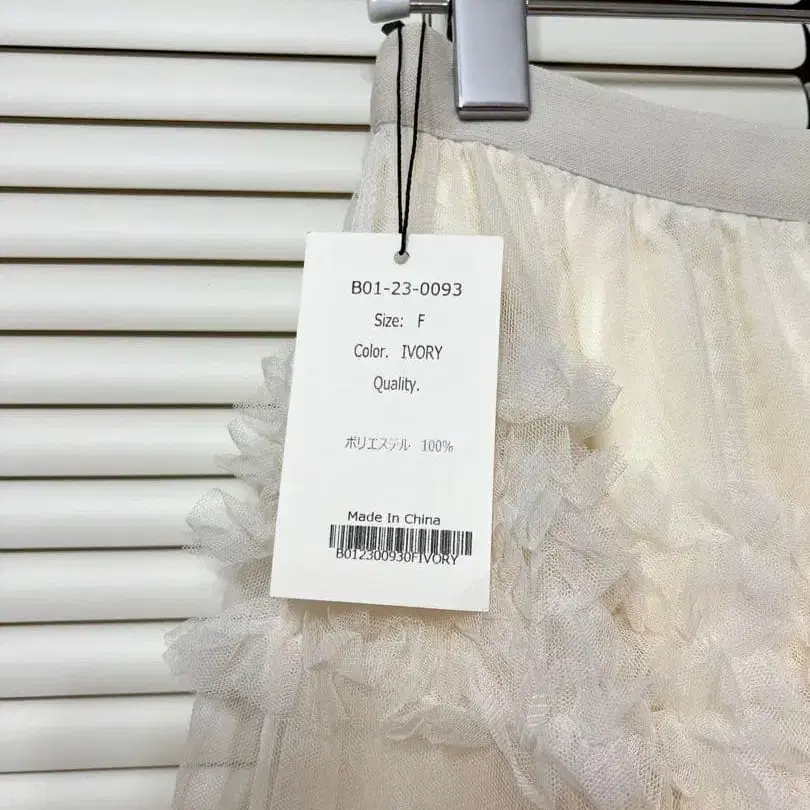 B01-23-0093
Size: F
Color. IVORY
Quality.
ポリエステル 100%
Made In China
B012300930FIVORY